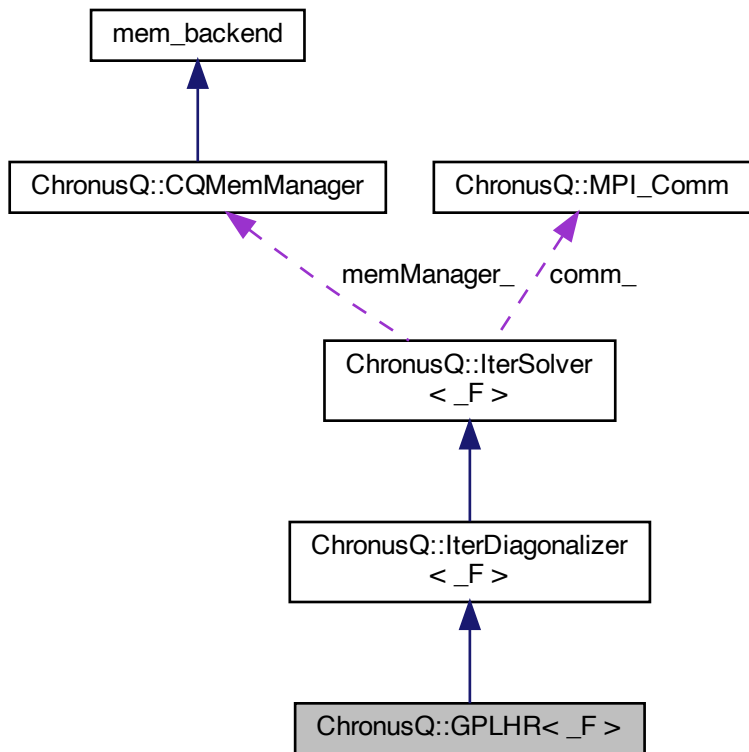 mem_backend
ChronusQ::CQMemManager
ChronusQ::MPI_Comm
memManager_
comm_
ChronusQ::IterSolver
< _F >
ChronusQ::IterDiagonalizer
< _F >
ChronusQ::GPLHR< _F >